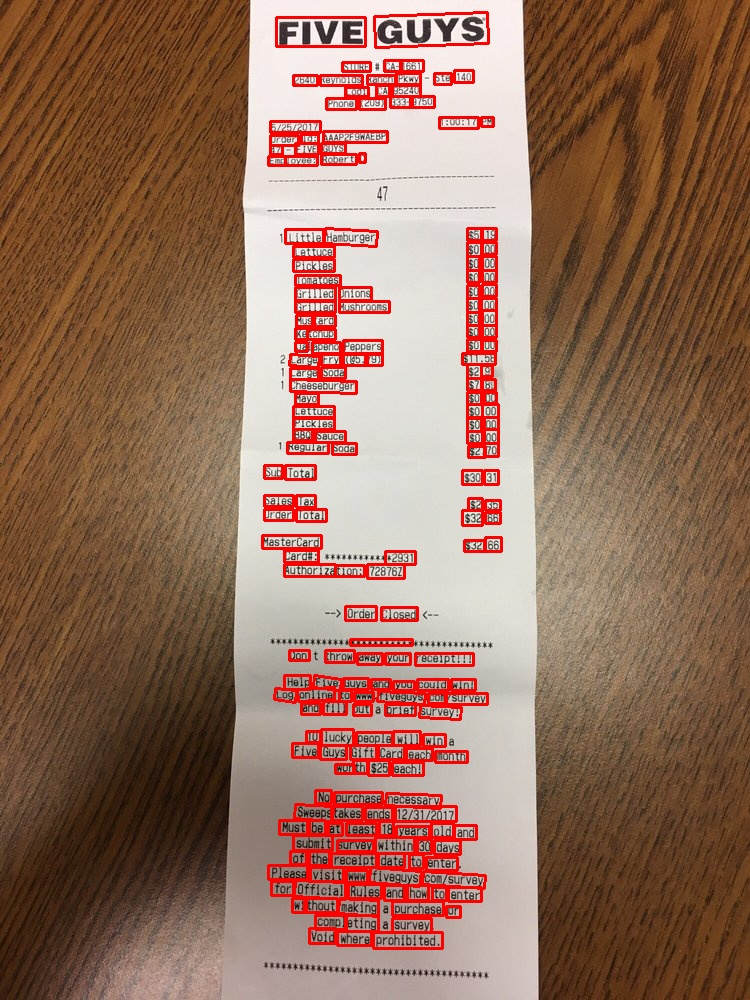 FIVE GUYS
STORE # CA-1661
2640 Reynolds Ranch Pkwy - Ste 140
Lodi, CA 95240
Phone (209) 333-9750
5/25/2017 :00:17 PM
Order Id: AAAP2F9WAEBP
47 - FIVE GUYS
Employee: Robert
47
1 Little Hamburger $5.19
Lettuce $0.00
Pickles $0.00
Tomatoes $0.00
Grilled Onions $0.00
Grilled Mushrooms $0.00
Mustard $0.00
Ketchup $0.00
Jalapeno Peppers $0.00
2 Large Fry (@5.79) $11.58
1 Large Soda
1 Cheeseburger
Mayo $0.00
Lettuce $0.00
Pickles $0.00
BBQ Sauce $0.00
1 Regular Soda $2.70
Sub Total $30.31
Sales Tax $2.35
Order Total $32.66
MasterCard $32.66
Card#: ************2931
Authorization: 72876Z
--> Order Closed <--
Don't throw away your receipt!!!
Help Five Guys and you could win!
Log online to www.fiveguys.com/survey
and fill out a brief survey!
10 lucky people will win a
Five Guys Gift Card each month
worth $25 each!
No purchase necessary.
Sweepstakes ends 12/31/2017.
Must be at least 18 years old and
submit survey within 30 days
of the receipt date to enter.
Please visit www.fiveguys.com/survey
for Official Rules and how to enter
without making a purchase or
completing a survey.
Void where prohibited.